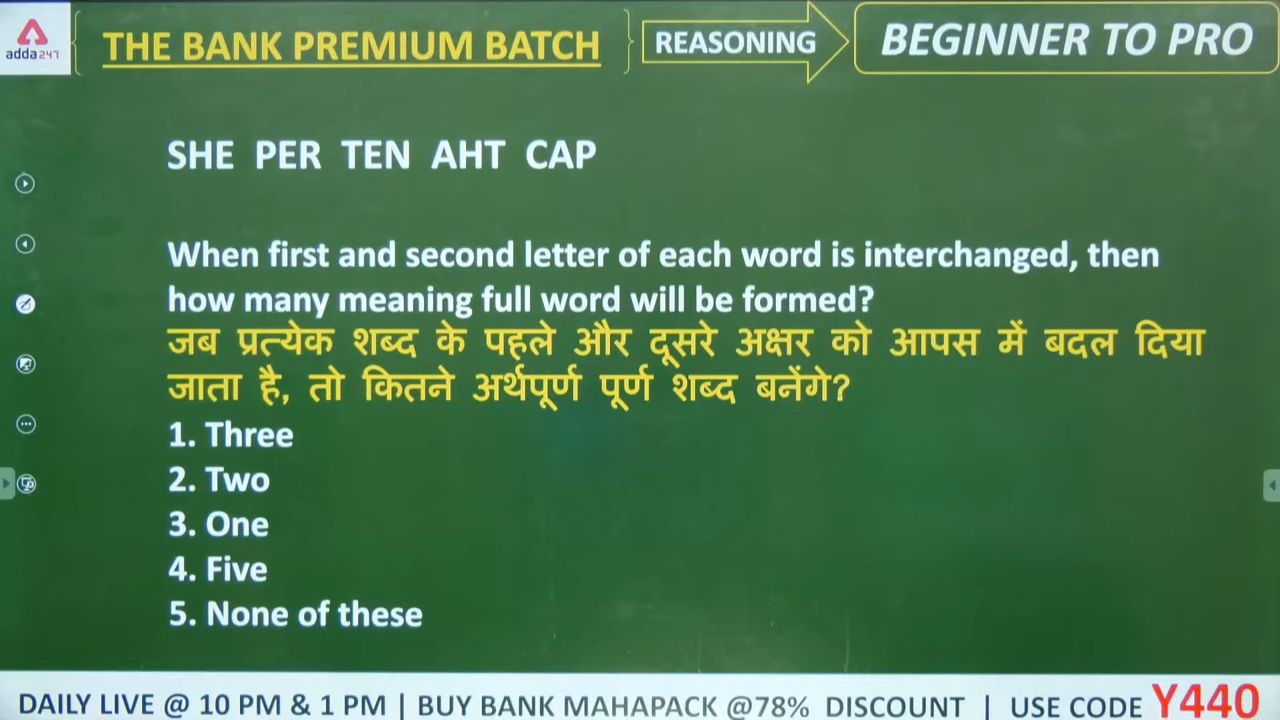 adda247
THE BANK PREMIUM BATCH
REASONING
BEGINNER TO PRO
SHE PER TEN AHT CAP
When first and second letter of each word is interchanged, then
how many meaning full word will be formed?
जब प्रत्येक शब्द के पहले और दूसरे अक्षर को आपस में बदल दिया
जाता है, तो कितने अर्थपूर्ण पूर्ण शब्द बनेंगे?
1. Three
2. Two
3. One
4. Five
5. None of these
DAILY LIVE @ 10 PM & 1 PM | BUY BANK MAHAPACK @78% DISCOUNT | USE CODE Y440